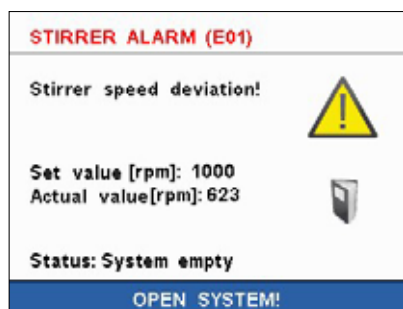 STIRRER ALARM (E01)
Stirrer speed deviation!
Set value [rpm]: 1000
Actual value[rpm]: 623
Status: System empty
OPEN SYSTEM!